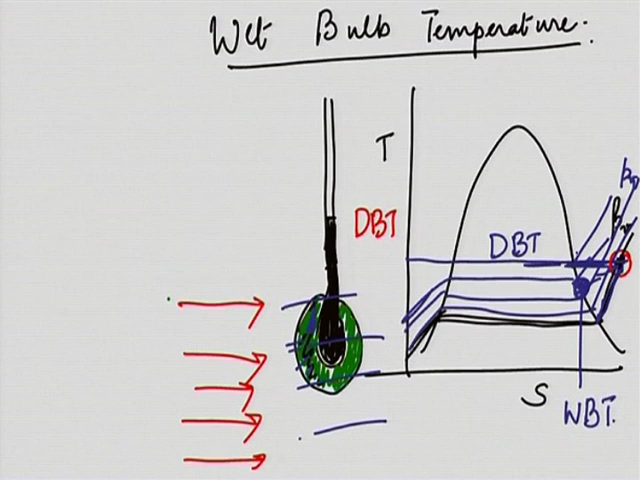 Wet Bulb Temperature.
T
DBT
DBT
S
WBT.